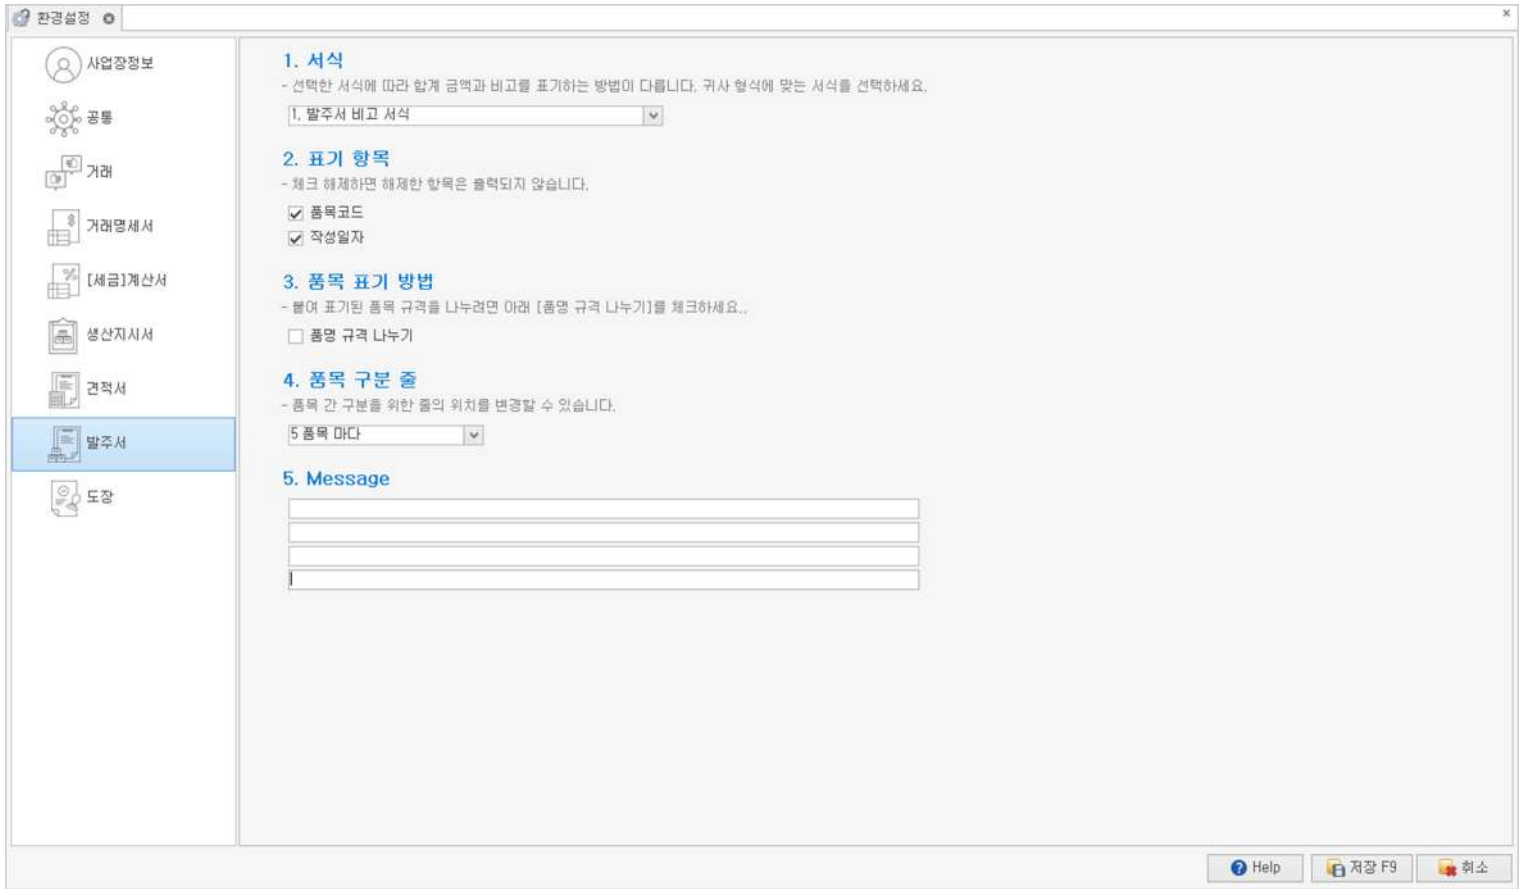 환경설정
사업장정보
공통
거래
거래명세서
[세금]계산서
생산지시서
견적서
발주서
도장
1. 서식
- 선택한 서식에 따라 합계 금액과 비고를 표기하는 방법이 다릅니다. 귀사 형식에 맞는 서식을 선택하세요.
1. 발주서 비고 서식
2. 표기 항목
- 체크 해제하면 해제한 항목은 출력되지 않습니다.
품목코드
작성일자
3. 품목 표기 방법
- 붙여 표기된 품목 규격을 나누려면 아래 [품명 규격 나누기]를 체크하세요..
품명 규격 나누기
4. 품목 구분 줄
- 품목 간 구분을 위한 줄의 위치를 변경할 수 있습니다.
5 품목 마다
5. Message
Help
저장 F9
취소